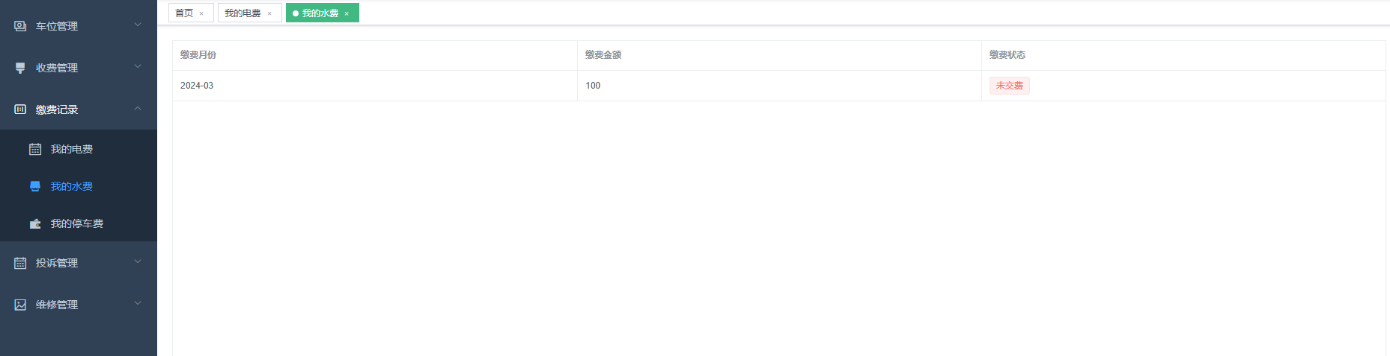 车位管理
收费管理
缴费记录
我的电费
我的水费
我的停车费
投诉管理
维修管理
首页 × 我的电费 × 我的水费 ×
缴费月份 缴费金额 缴费状态
2024-03 100 未交费